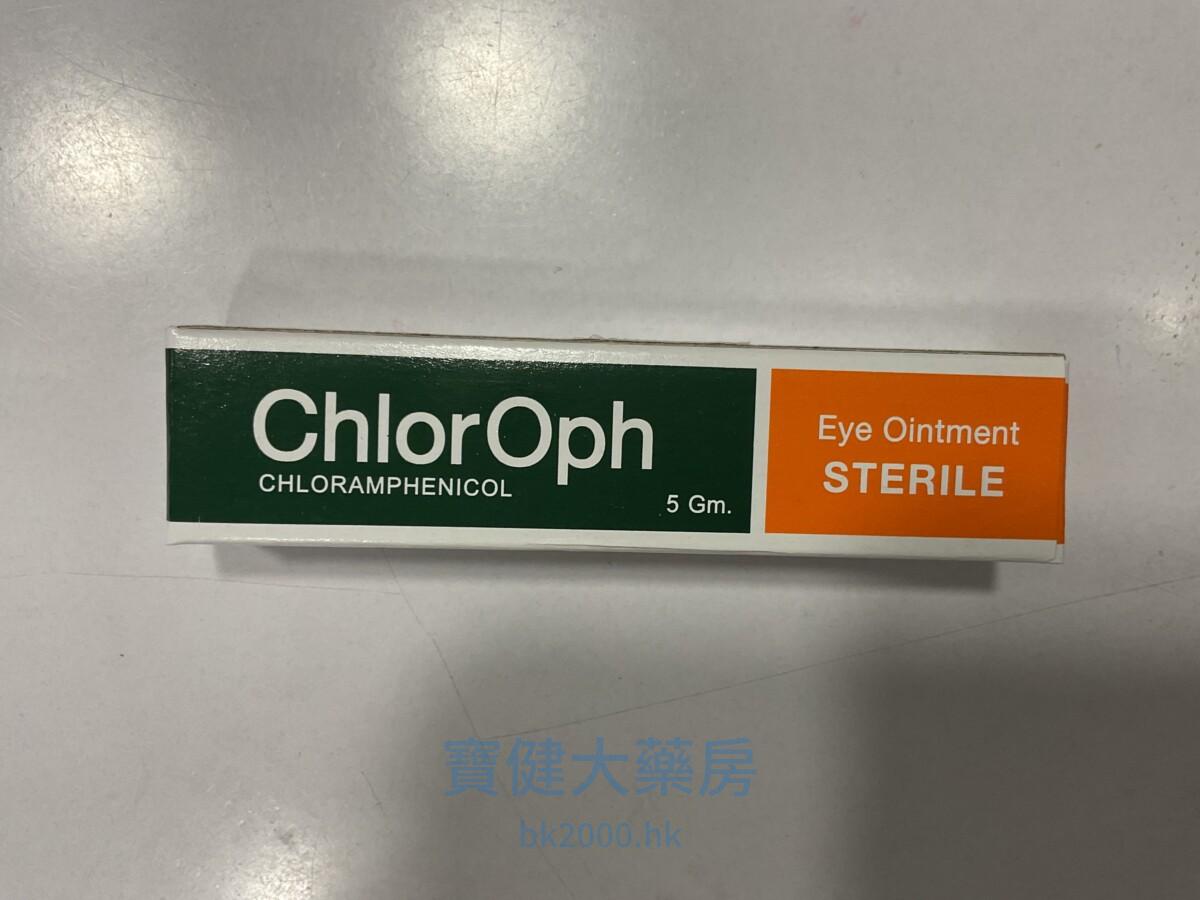 ChlorOph
CHLORAMPHENICOL
5 Gm.
Eye Ointment
STERILE
寶健大藥房
bk2000.hk